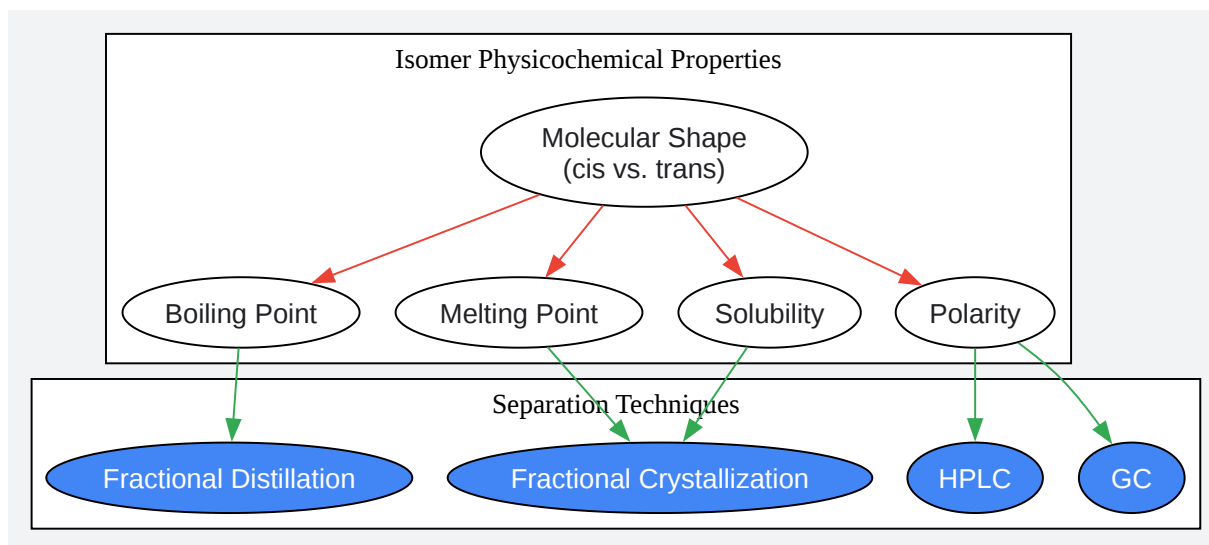 Isomer Physicochemical Properties
Molecular Shape
(cis vs. trans)
Boiling Point
Melting Point
Solubility
Polarity
Separation Techniques
Fractional Distillation
Fractional Crystallization
HPLC
GC